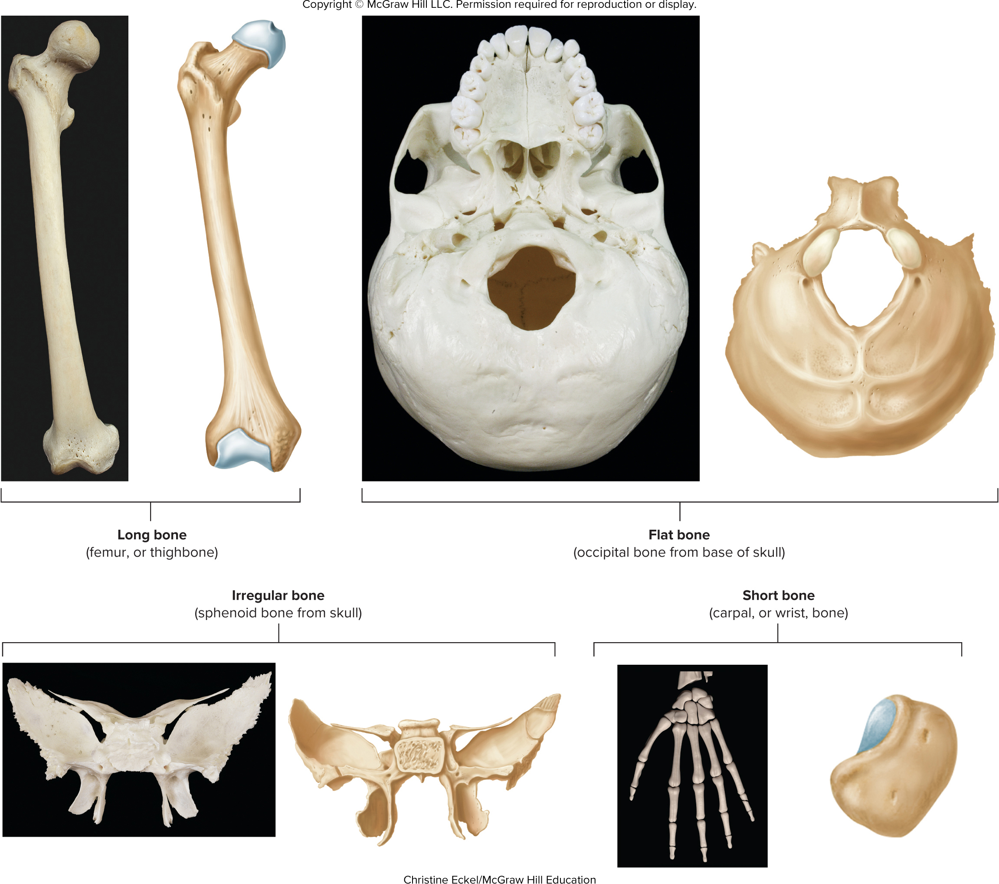 Copyright © McGraw Hill LLC. Permission required for reproduction or display.
Long bone
(femur, or thighbone)
Flat bone
(occipital bone from base of skull)
Irregular bone
(sphenoid bone from skull)
Short bone
(carpal, or wrist, bone)
Christine Eckel/McGraw Hill Education